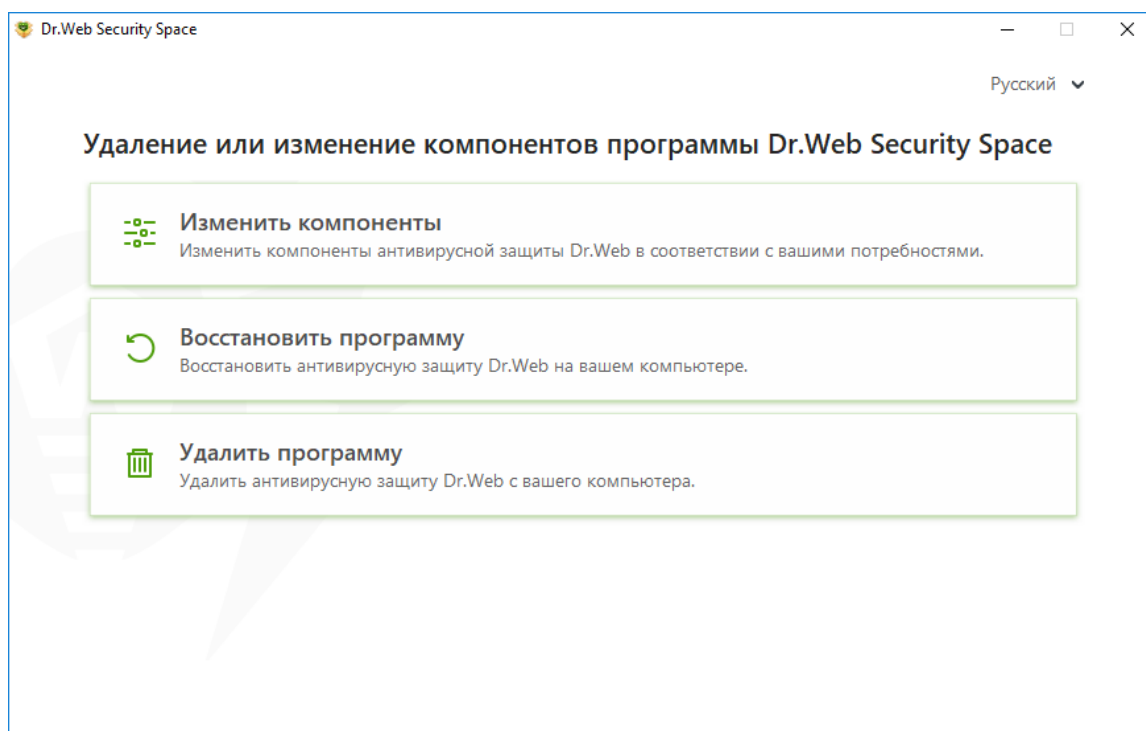 Dr.Web Security Space
Русский
Удаление или изменение компонентов программы Dr.Web Security Space
Изменить компоненты
Изменить компоненты антивирусной защиты Dr.Web в соответствии с вашими потребностями.
Восстановить программу
Восстановить антивирусную защиту Dr.Web на вашем компьютере.
Удалить программу
Удалить антивирусную защиту Dr.Web с вашего компьютера.